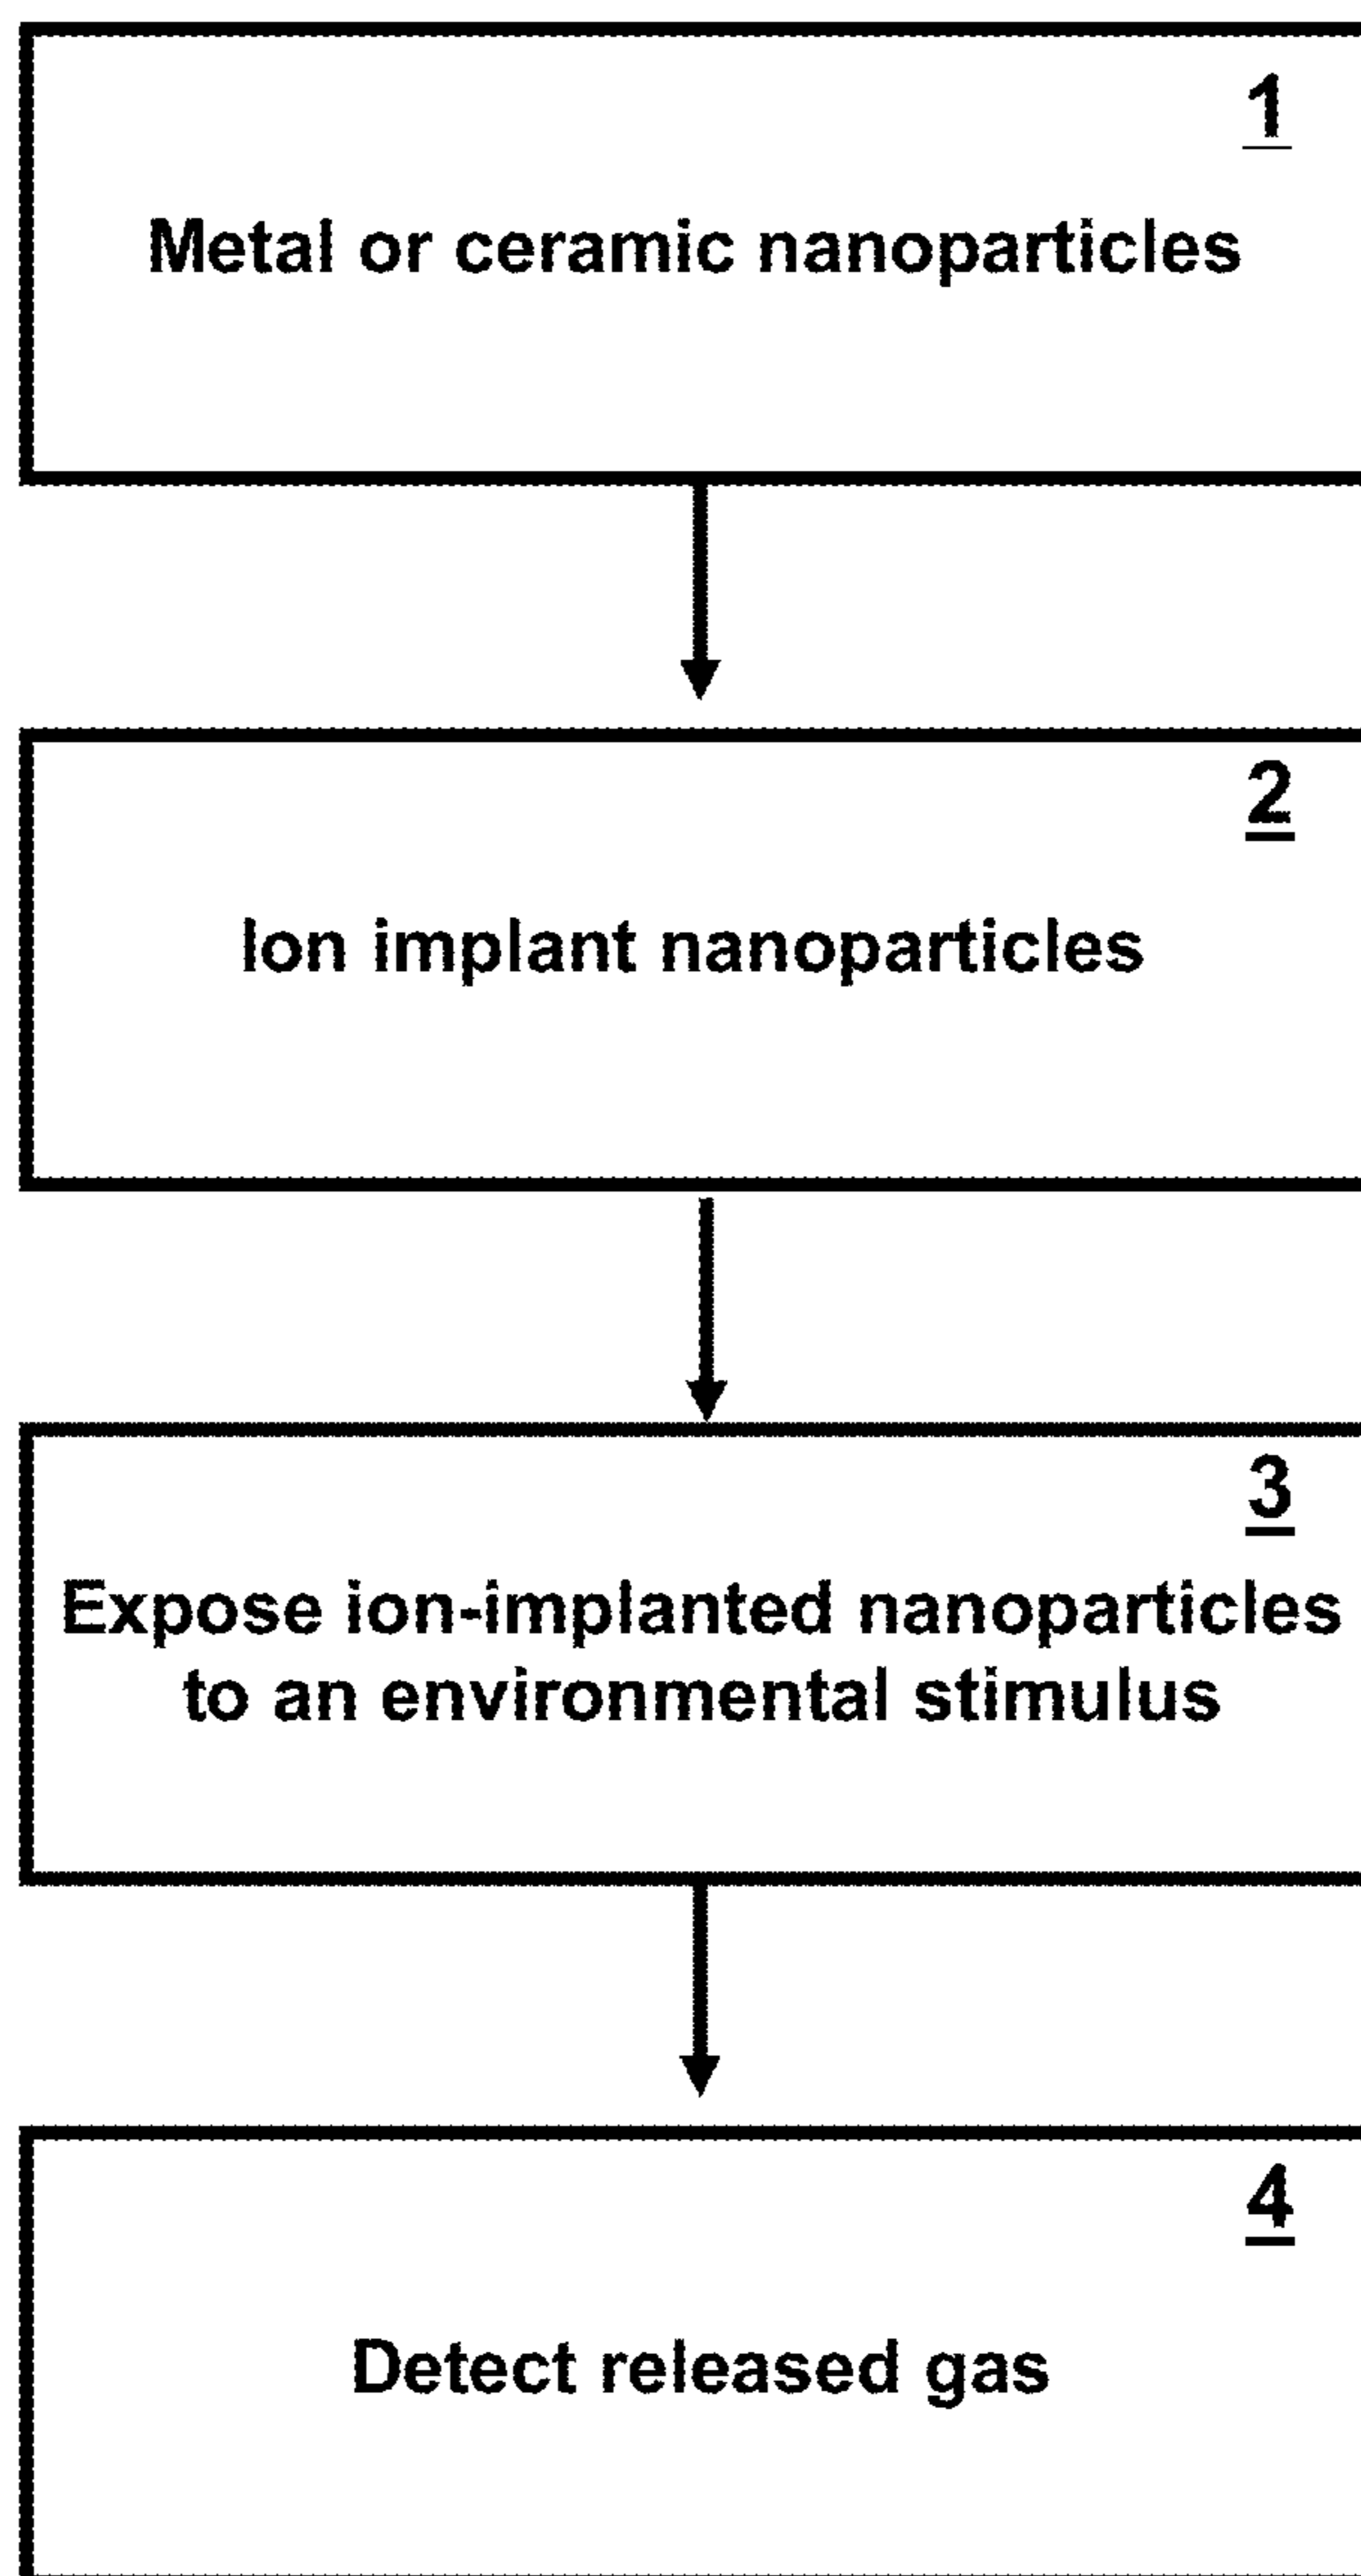 1
Metal or ceramic nanoparticles
2
Ion implant nanoparticles
3
Expose ion-implanted nanoparticles
to an environmental stimulus
4
Detect released gas